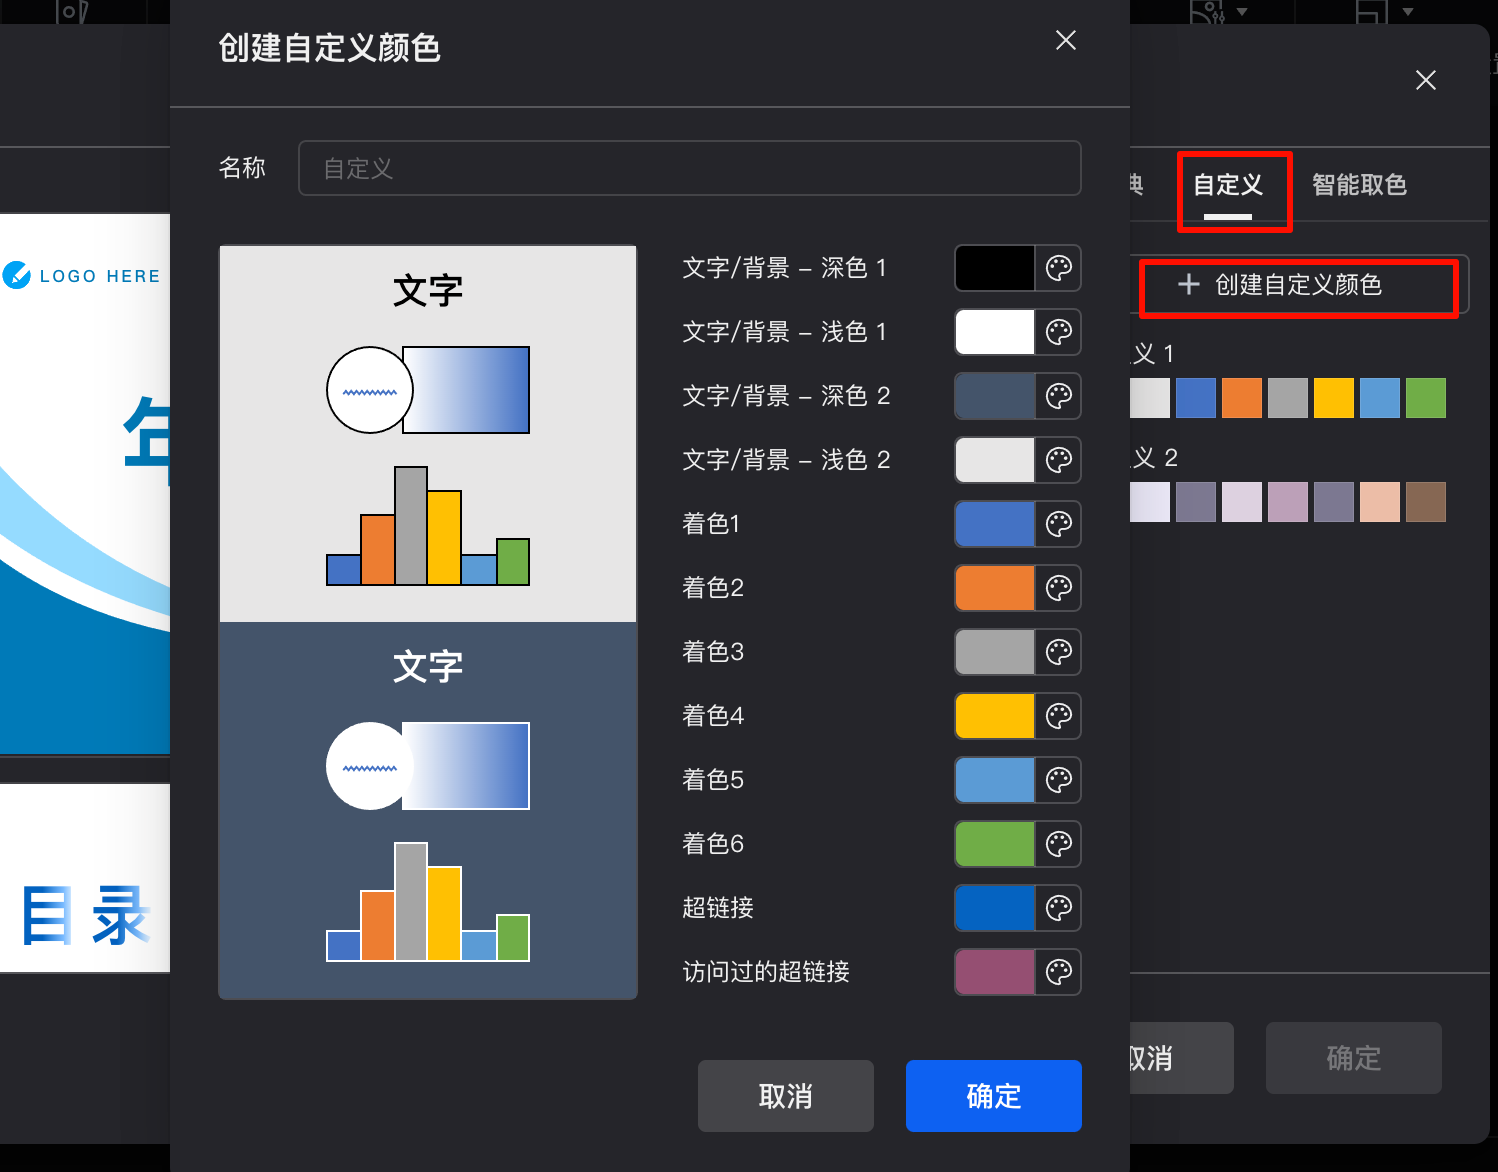 创建自定义颜色
名称
自定义
文字
文字
文字/背景 – 深色 1
文字/背景 – 浅色 1
文字/背景 – 深色 2
文字/背景 – 浅色 2
着色1
着色2
着色3
着色4
着色5
着色6
超链接
访问过的超链接
取消
确定
LOGO HERE
年
目录
典
自定义
智能取色
创建自定义颜色
义 1
义 2
取消
确定